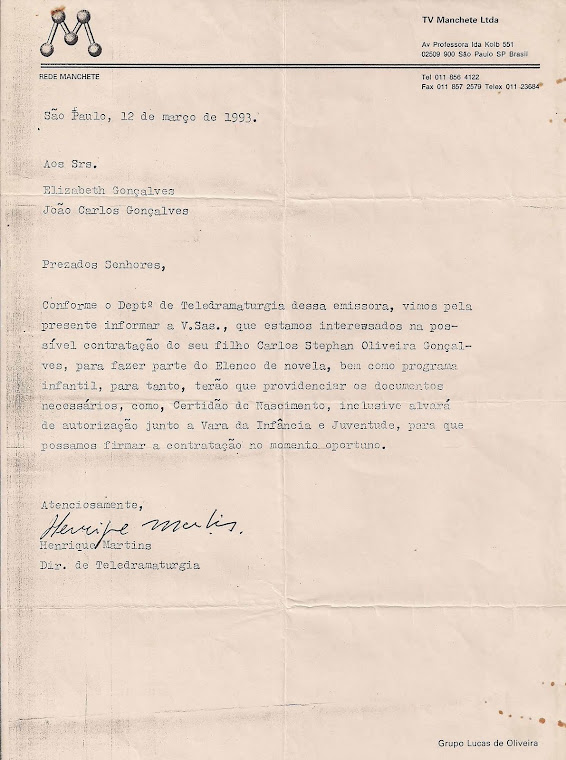 TV Manchete Ltda
Av Professora Ida Kolb 551
02509 900 São Paulo SP Brasil
REDE MANCHETE
Tel 011 856 4122
Fax 011 857 2579 Telex 011 23684
São Paulo, 12 de março de 1993.
Aos Srs.
Elizabeth Gonçalves
João Carlos Gonçalves
Prezados Senhores,
Conforme o Deptº de Teledramaturgia dessa emissora, vimos pela
presente informar a V.Sas., que estamos interessados na pos-
sível contratação do seu filho Carlos Stephan Oliveira Gonçal-
ves, para fazer parte do Elenco de novela, bem como programa
infantil, para tanto, terão que providenciar os documentos
necessários, como, Certidão de Nascimento, inclusive alvará
de autorização junto a Vara da Infância e Juventude, para que
possamos firmar a contratação no momento oportuno.
Atenciosamente,
Henrique Martins.
Henrique Martins
Dir. de Teledramaturgia
Grupo Lucas de Oliveira